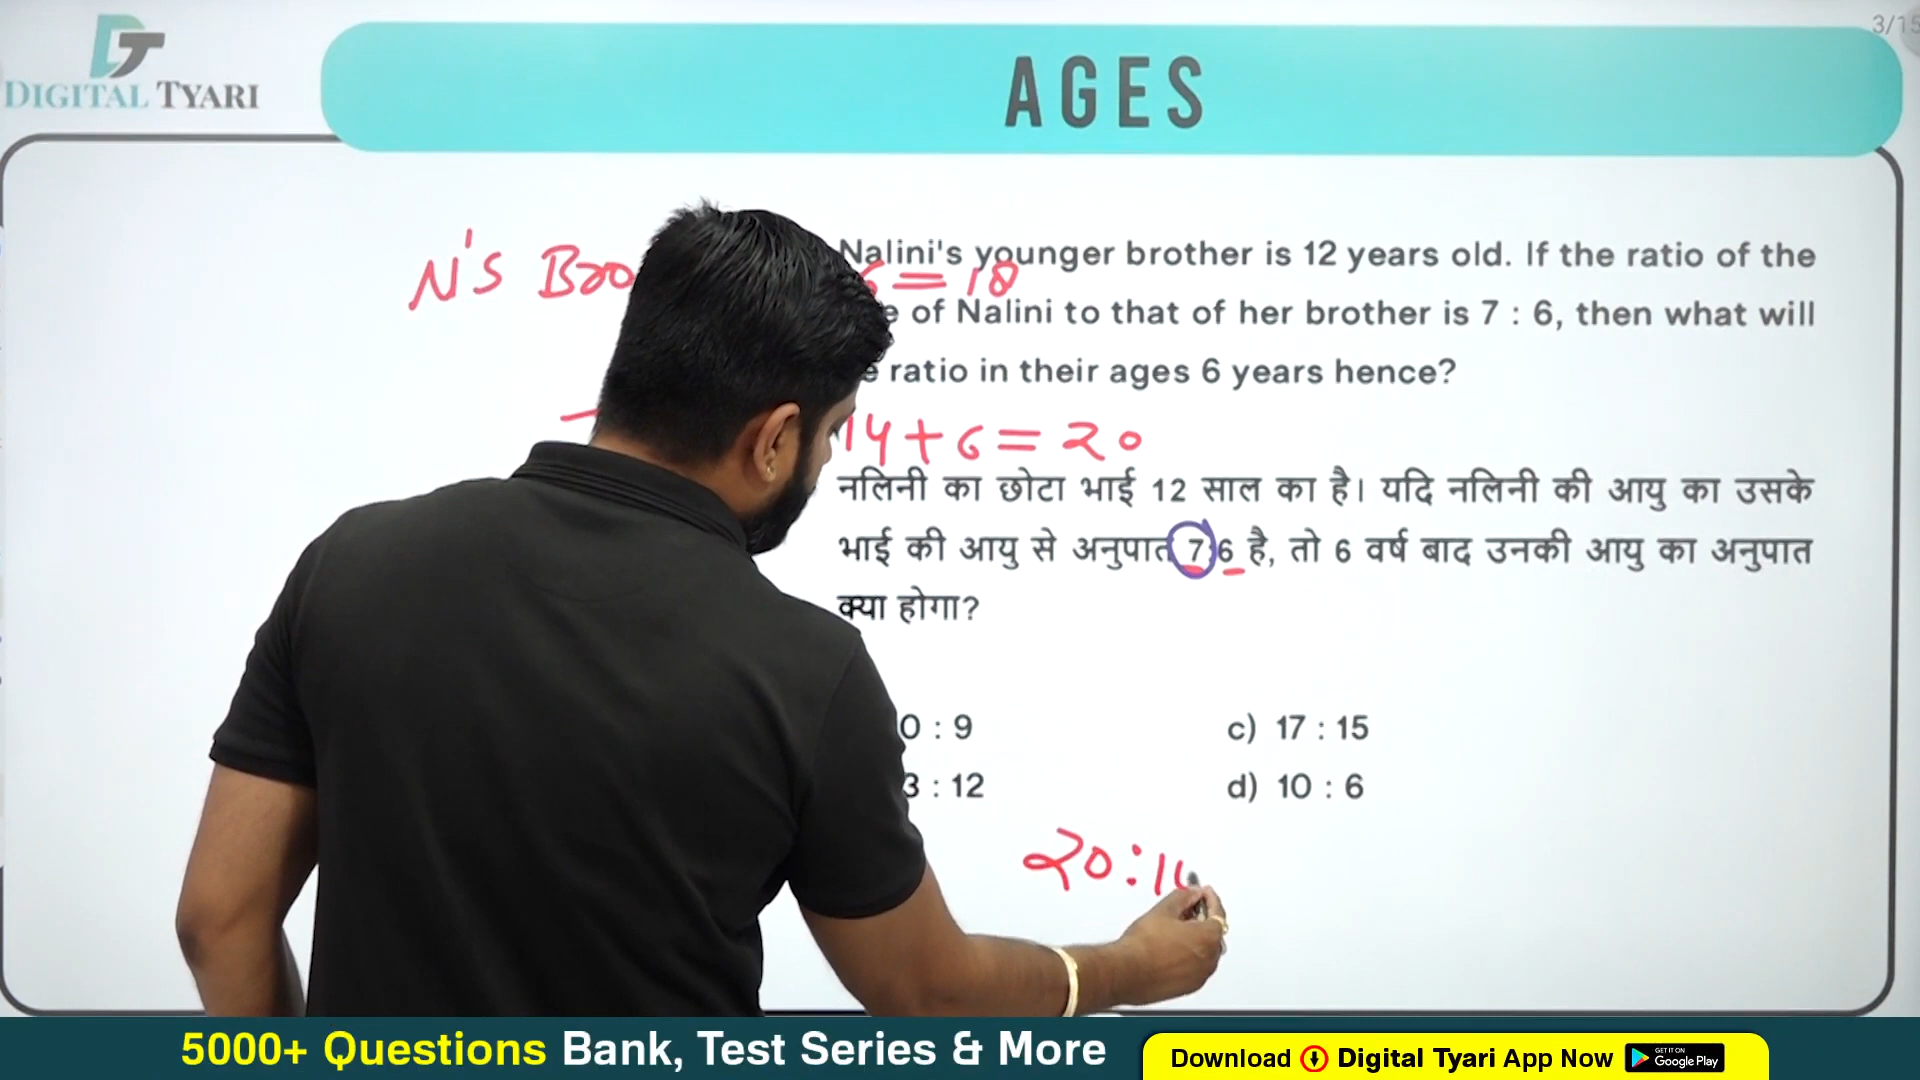 3/15
DIGITAL TYARI
AGES
N's Bro 6 = 18
Nalini's younger brother is 12 years old. If the ratio of the
of Nalini to that of her brother is 7 : 6, then what will
ratio in their ages 6 years hence?
14 + 6 = 20
नलिनी का छोटा भाई 12 साल का है। यदि नलिनी की आयु का उसके
भाई की आयु से अनुपात 7 6 है, तो 6 वर्ष बाद उनकी आयु का अनुपात
क्या होगा?
0 : 9
c) 17 : 15
3 : 12
d) 10 : 6
20:1
5000+ Questions Bank, Test Series & More
Download Digital Tyari App Now
GET IT ON
Google Play